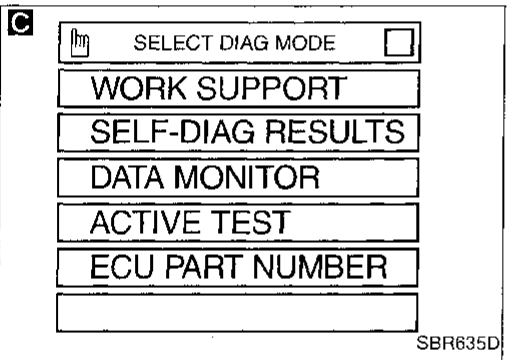 C
SELECT DIAG MODE
WORK SUPPORT
SELF-DIAG RESULTS
DATA MONITOR
ACTIVE TEST
ECU PART NUMBER
SBR635D